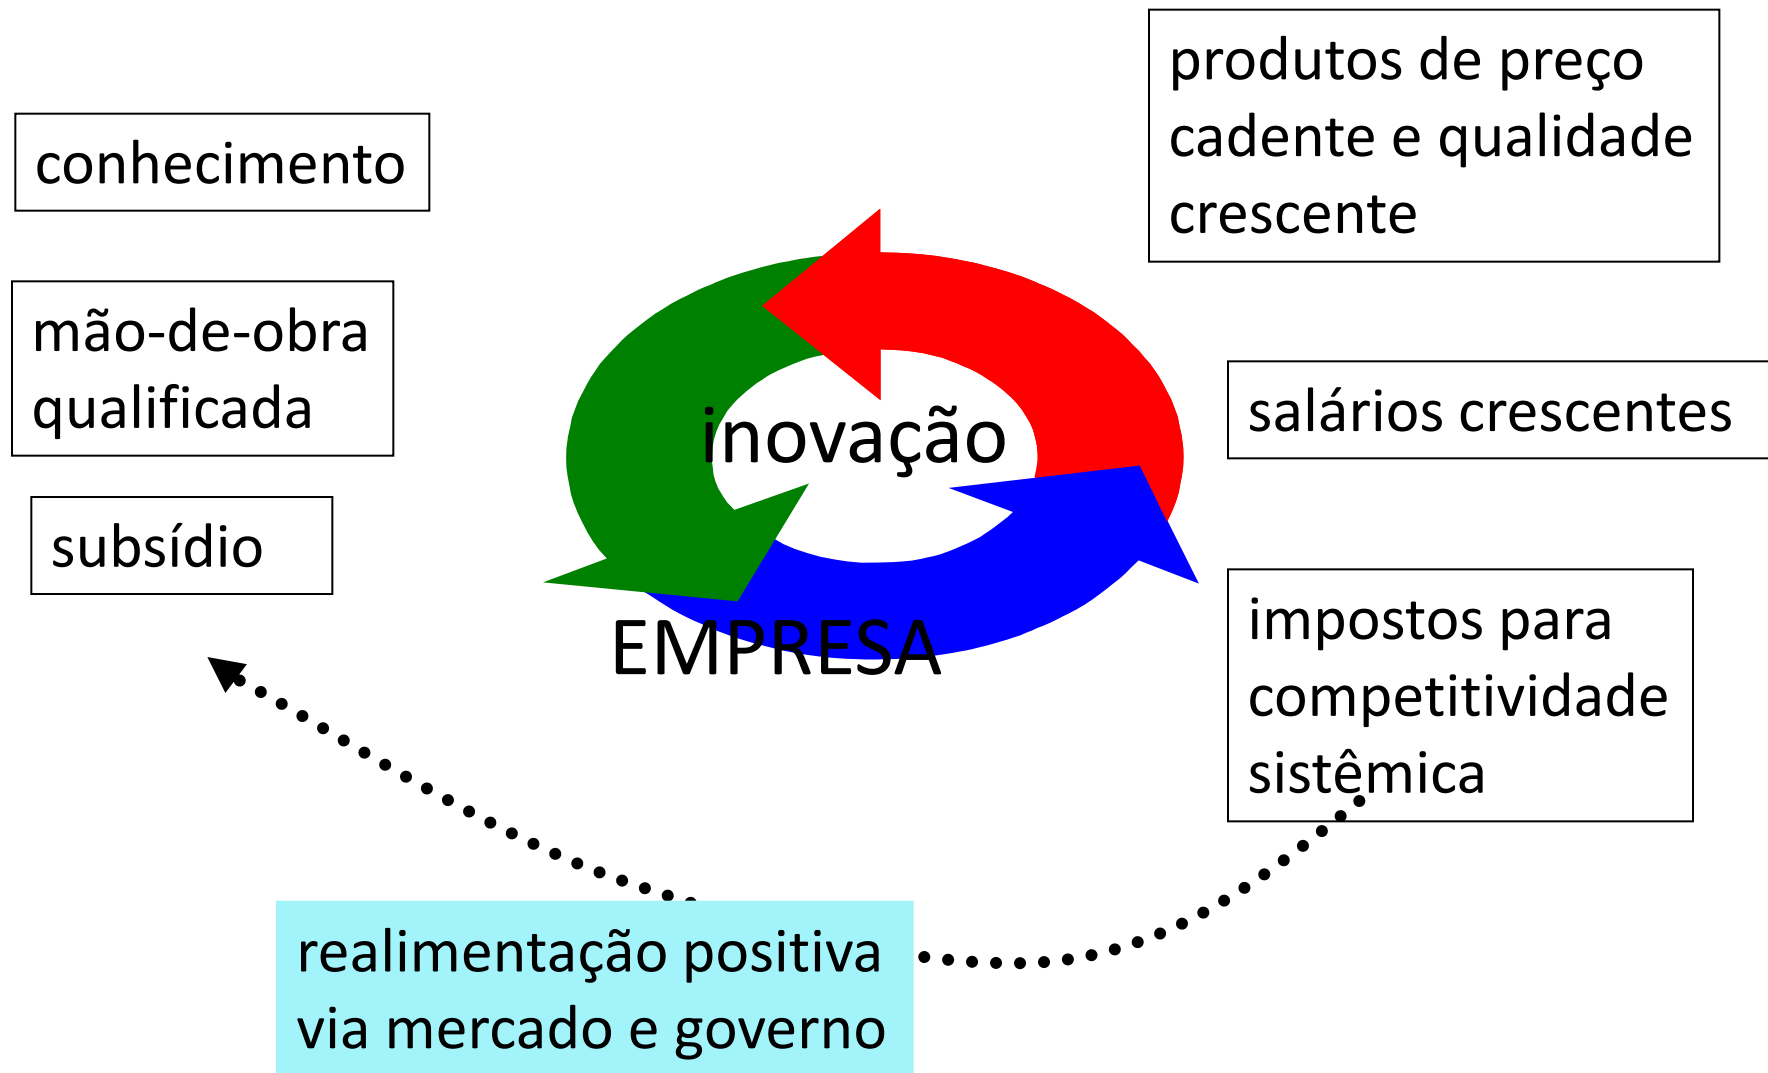 conhecimento
mão-de-obra
qualificada
subsídio
inovação
EMPRESA
produtos de preço
cadente e qualidade
crescente
salários crescentes
impostos para
competitividade
sistêmica
realimentação positiva
via mercado e governo